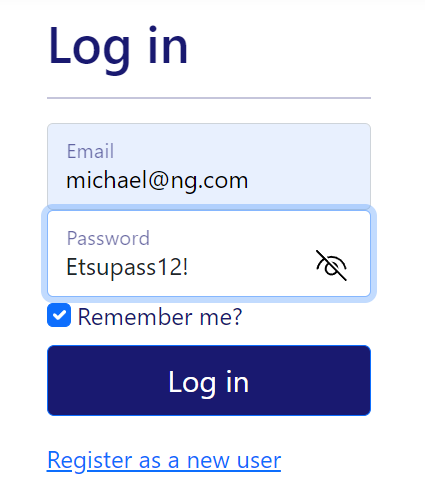 Log in
Email
michael@ng.com
Password
Etsupass12!
Remember me?
Log in
Register as a new user